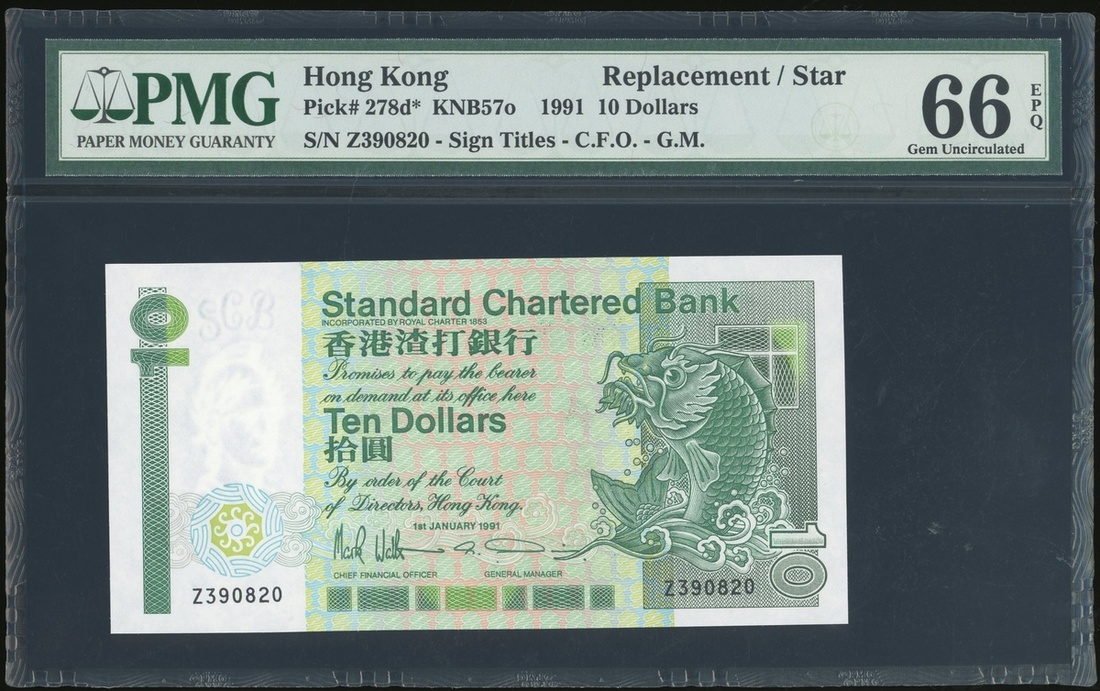 PMG
PAPER MONEY GUARANTY
Hong Kong Replacement / Star
Pick# 278d* KNB57o 1991 10 Dollars
S/N Z390820 - Sign Titles - C.F.O. - G.M.
66 EPQ
Gem Uncirculated
10
SCB
Standard Chartered Bank
INCORPORATED BY ROYAL CHARTER 1853
香港渣打銀行
Promises to pay the bearer
on demand at its office here
Ten Dollars
拾圓
By order of the Court
of Directors, Hong Kong.
1st JANUARY 1991
CHIEF FINANCIAL OFFICER GENERAL MANAGER
Z390820 Z390820
10